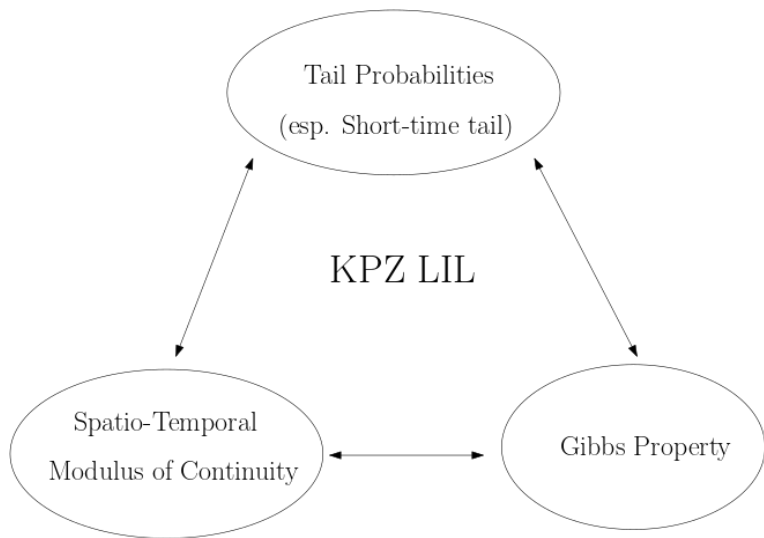 Tail Probabilities
(esp. Short-time tail)
KPZ LIL
Spatio-Temporal
Modulus of Continuity
Gibbs Property